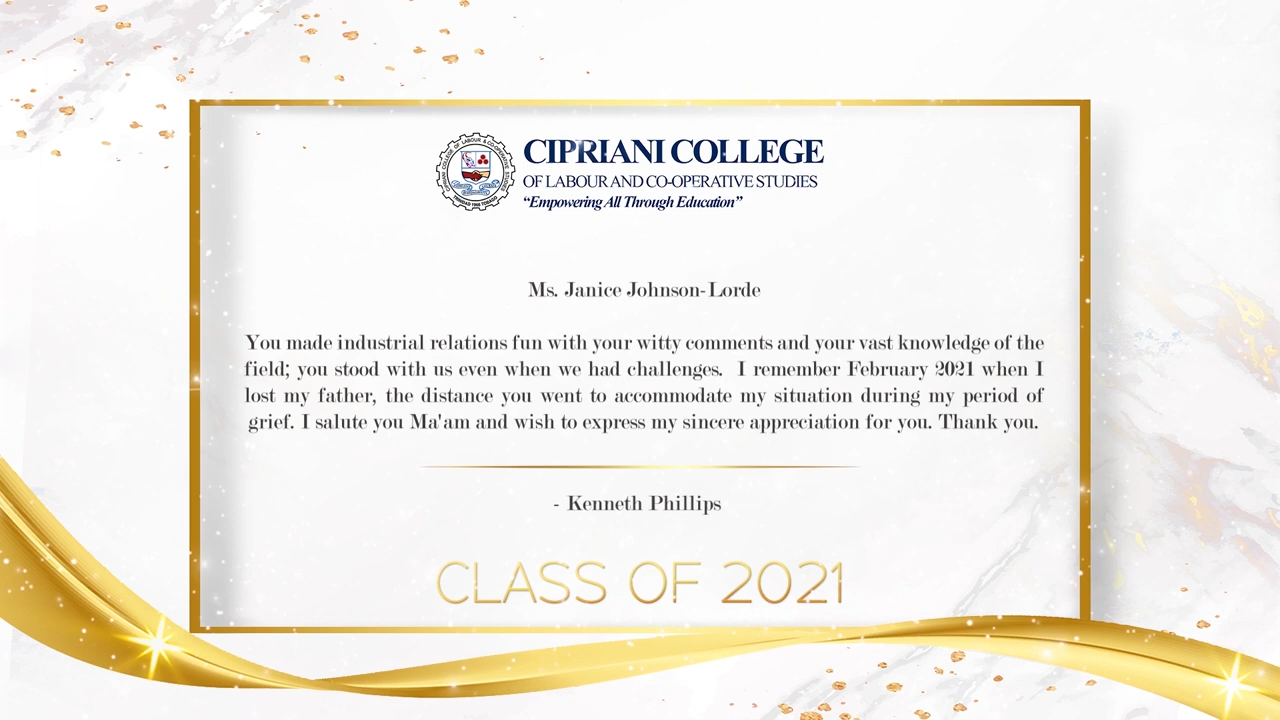 CIPRIANI COLLEGE
OF LABOUR AND CO-OPERATIVE STUDIES
“Empowering All Through Education”
Ms. Janice Johnson-Lorde
You made industrial relations fun with your witty comments and your vast knowledge of the
field; you stood with us even when we had challenges.  I remember February 2021 when I
lost my father, the distance you went to accommodate my situation during my period of
grief. I salute you Ma'am and wish to express my sincere appreciation for you. Thank you.
- Kenneth Phillips
CLASS OF 2021